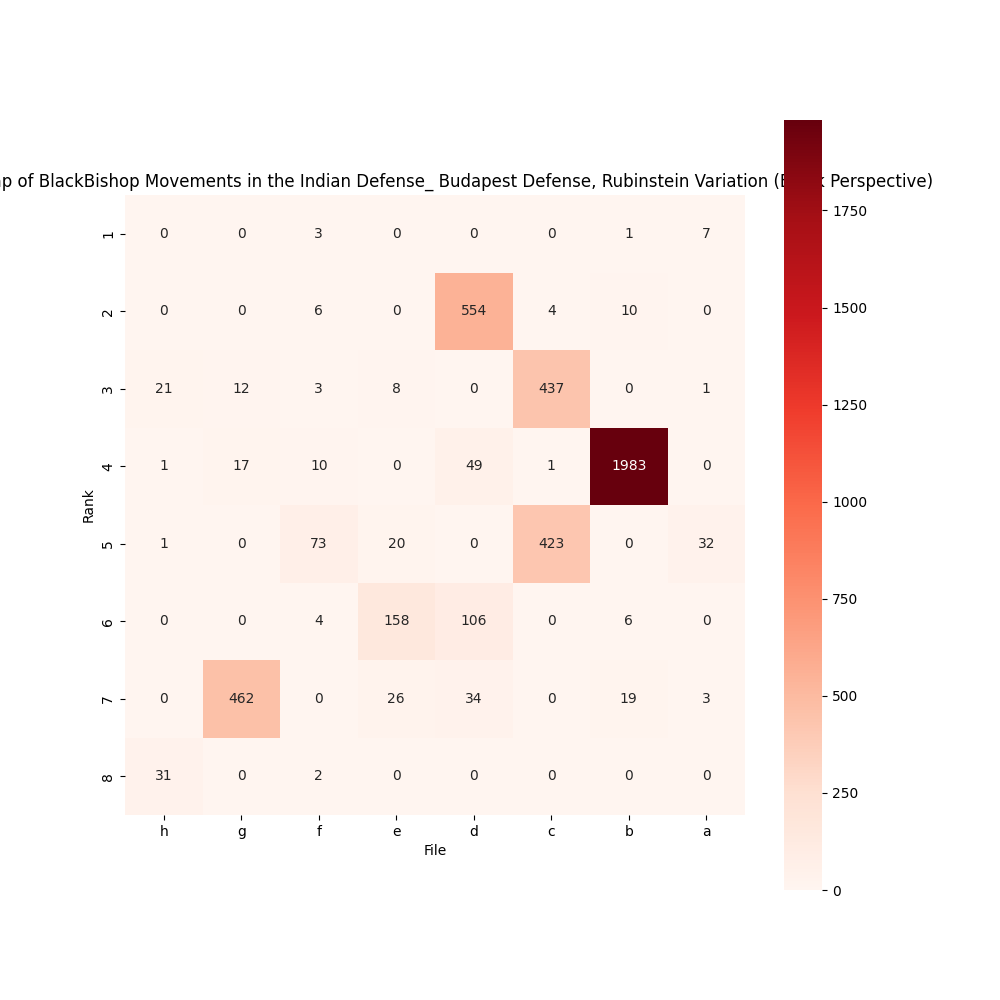 of BlackBishop Movements in the Indian Defense_ Budapest Defense, Rubinstein Variation (Black Perspective)
Rank
1 0 0 3 0 0 0 1 7
2 0 0 6 0 554 4 10 0
3 21 12 3 8 0 437 0 1
4 1 17 10 0 49 1 1983 0
5 1 0 73 20 0 423 0 32
6 0 0 4 158 106 0 6 0
7 0 462 0 26 34 0 19 3
8 31 0 2 0 0 0 0 0
h g f e d c b a
File
1750
1500
1250
1000
750
500
250
0